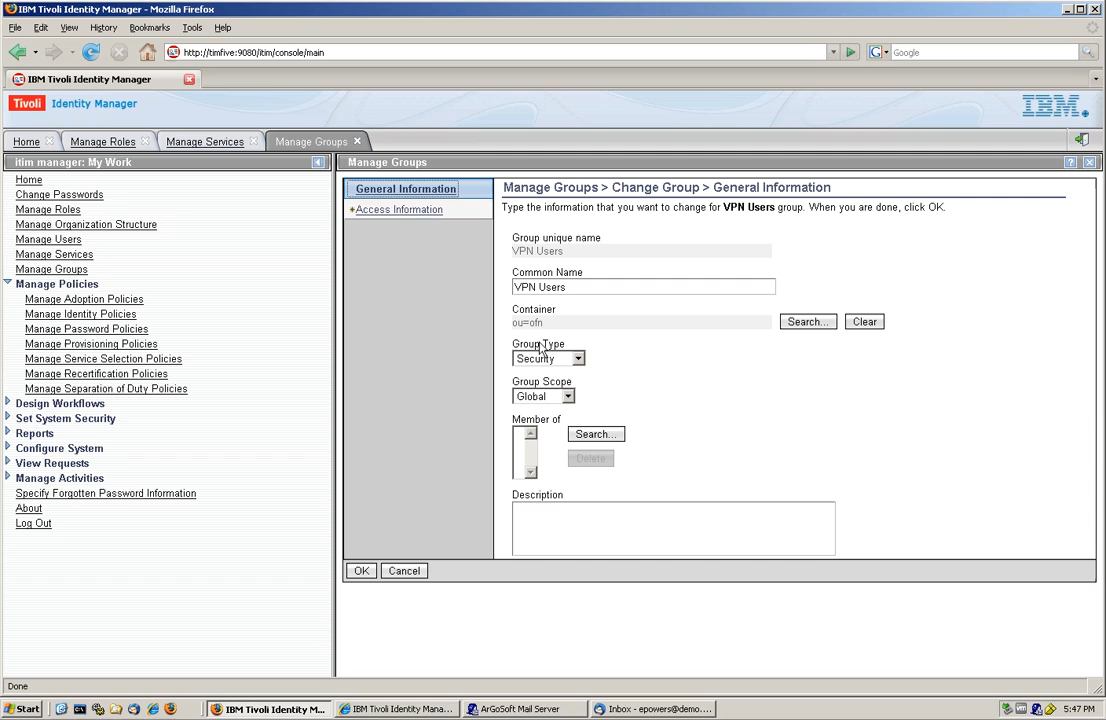 IBM Tivoli Identity Manager - Mozilla Firefox
File Edit View History Bookmarks Tools Help
http://timfive:9080/itim/console/main
Google
IBM Tivoli Identity Manager
Tivoli Identity Manager
IBM
Home Manage Roles Manage Services Manage Groups
itim manager: My Work
Home
Change Passwords
Manage Roles
Manage Organization Structure
Manage Users
Manage Services
Manage Groups
Manage Policies
Manage Adoption Policies
Manage Identity Policies
Manage Password Policies
Manage Provisioning Policies
Manage Service Selection Policies
Manage Recertification Policies
Manage Separation of Duty Policies
Design Workflows
Set System Security
Reports
Configure System
View Requests
Manage Activities
Specify Forgotten Password Information
About
Log Out
Manage Groups
General Information
Access Information
Manage Groups > Change Group > General Information
Type the information that you want to change for VPN Users group. When you are done, click OK.
Group unique name
VPN Users
Common Name
VPN Users
Container
ou=ofn Search... Clear
Group Type
Security
Group Scope
Global
Member of
Search...
Delete
Description
OK Cancel
Done
Start IBM Tivoli Identity M... IBM Tivoli Identity Mana... ArGoSoft Mail Server Inbox - epowers@demo.... 5:47 PM